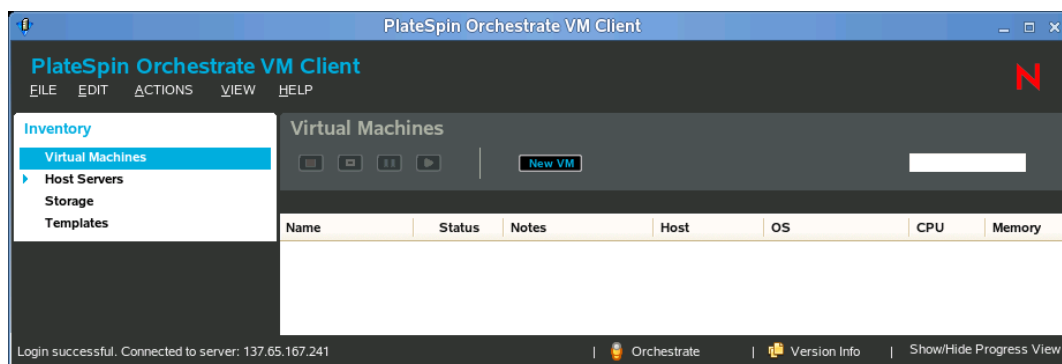 PlateSpin Orchestrate VM Client
PlateSpin Orchestrate VM Client
FILE EDIT ACTIONS VIEW HELP
N
Inventory
Virtual Machines
Host Servers
Storage
Templates
Virtual Machines
New VM
Name Status Notes Host OS CPU Memory
Login successful. Connected to server: 137.65.167.241 | Orchestrate | Version Info | Show/Hide Progress View